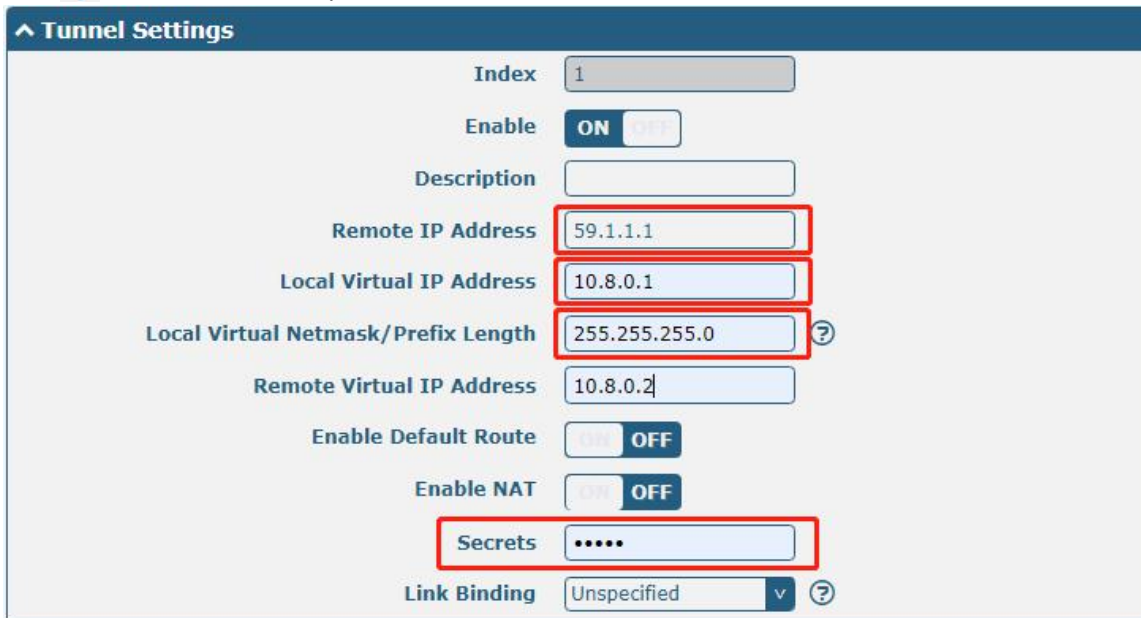 Tunnel Settings
Index 1
Enable ON OFF
Description
Remote IP Address 59.1.1.1
Local Virtual IP Address 10.8.0.1
Local Virtual Netmask/Prefix Length 255.255.255.0 ?
Remote Virtual IP Address 10.8.0.2
Enable Default Route ON OFF
Enable NAT ON OFF
Secrets •••••
Link Binding Unspecified v ?